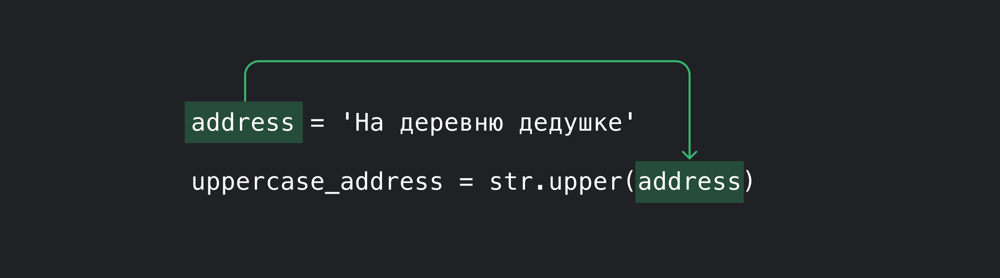 address = 'На деревню дедушке'
uppercase_address = str.upper(address)